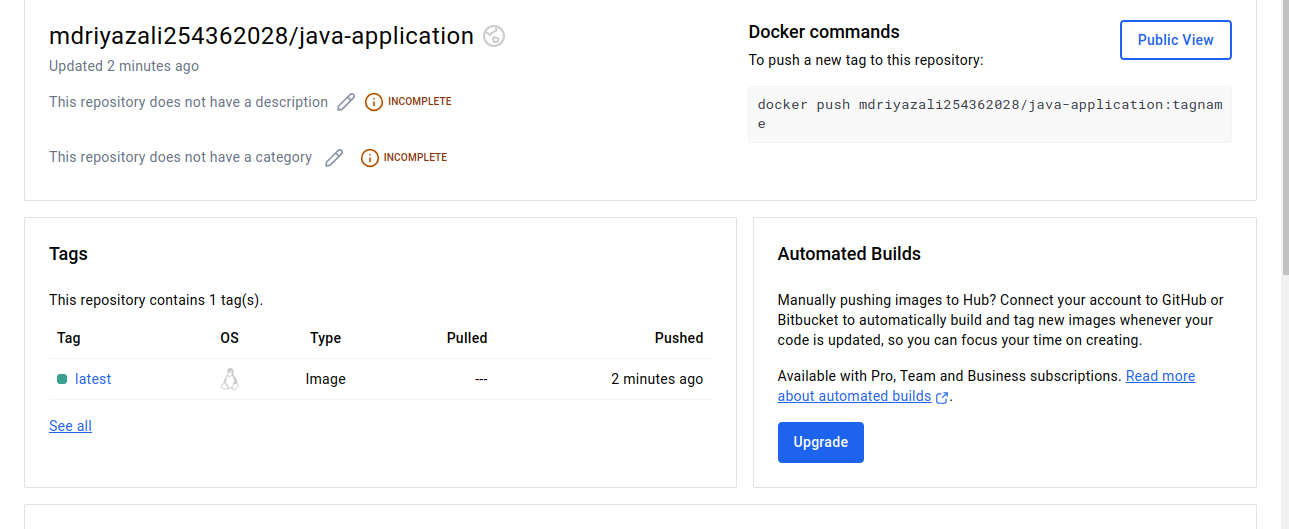 mdriyazali254362028/java-application
Updated 2 minutes ago
This repository does not have a description INCOMPLETE
This repository does not have a category INCOMPLETE
Docker commands
Public View
To push a new tag to this repository:
docker push mdriyazali254362028/java-application:tagnam
e
Tags
This repository contains 1 tag(s).
Tag OS Type Pulled Pushed
latest Image --- 2 minutes ago
See all
Automated Builds
Manually pushing images to Hub? Connect your account to GitHub or
Bitbucket to automatically build and tag new images whenever your
code is updated, so you can focus your time on creating.
Available with Pro, Team and Business subscriptions. Read more
about automated builds .
Upgrade